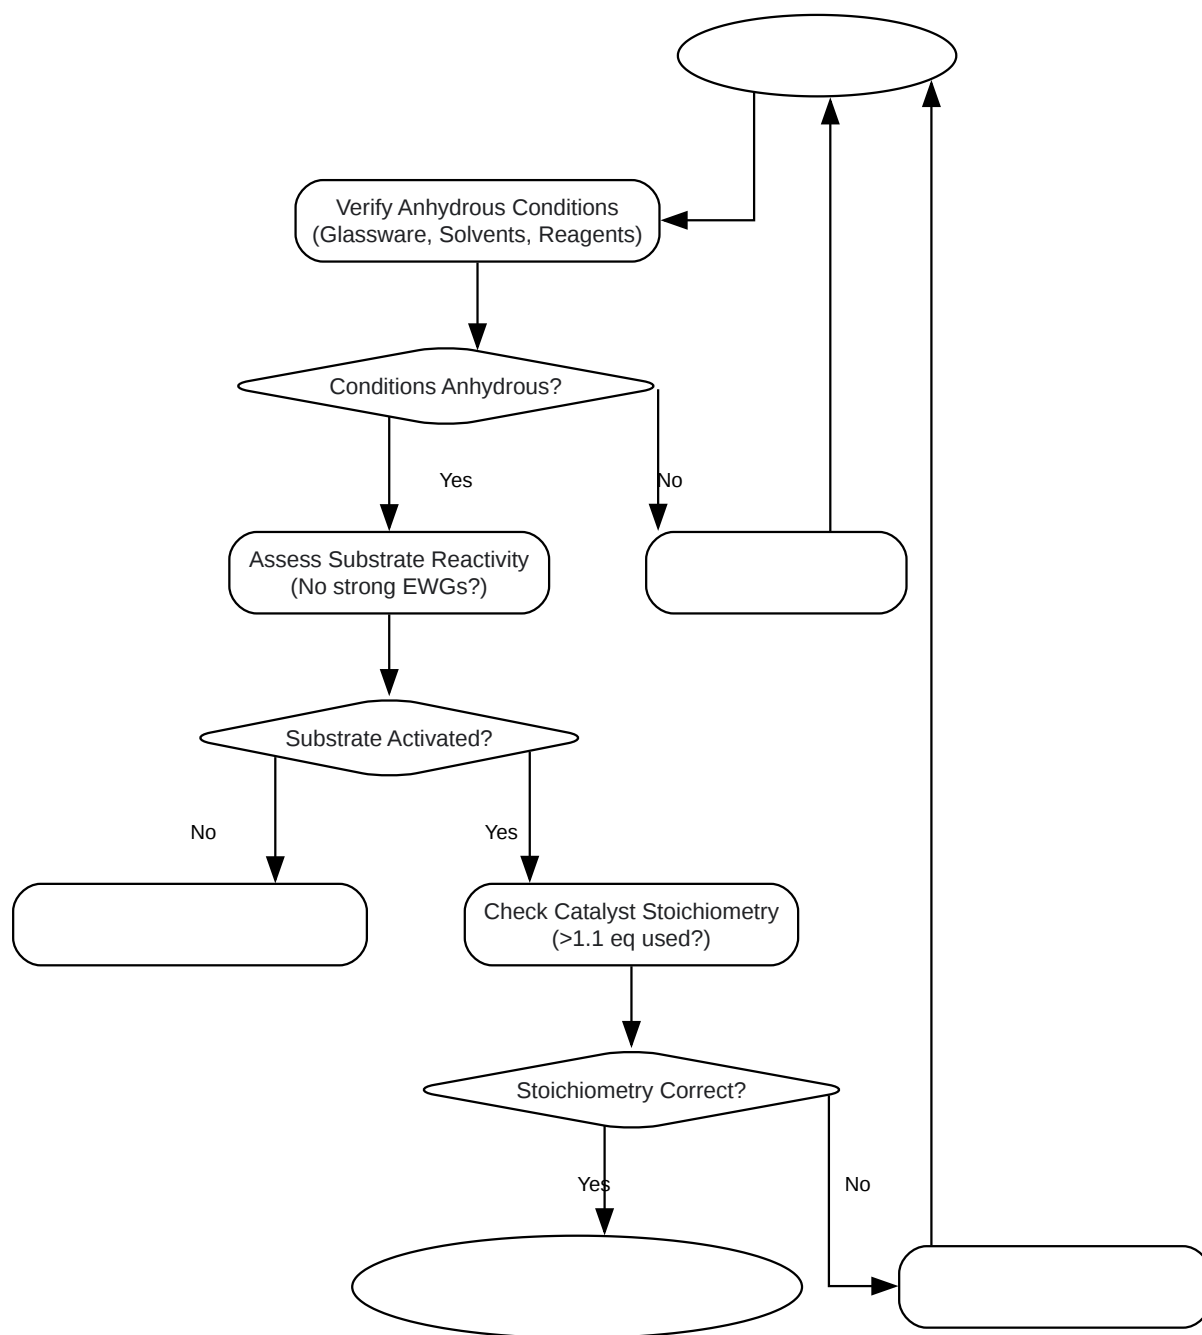 Verify Anhydrous Conditions
(Glassware, Solvents, Reagents)
Conditions Anhydrous?
Yes
No
Assess Substrate Reactivity
(No strong EWGs?)
Substrate Activated?
No
Yes
Check Catalyst Stoichiometry
(>1.1 eq used?)
Stoichiometry Correct?
Yes
No